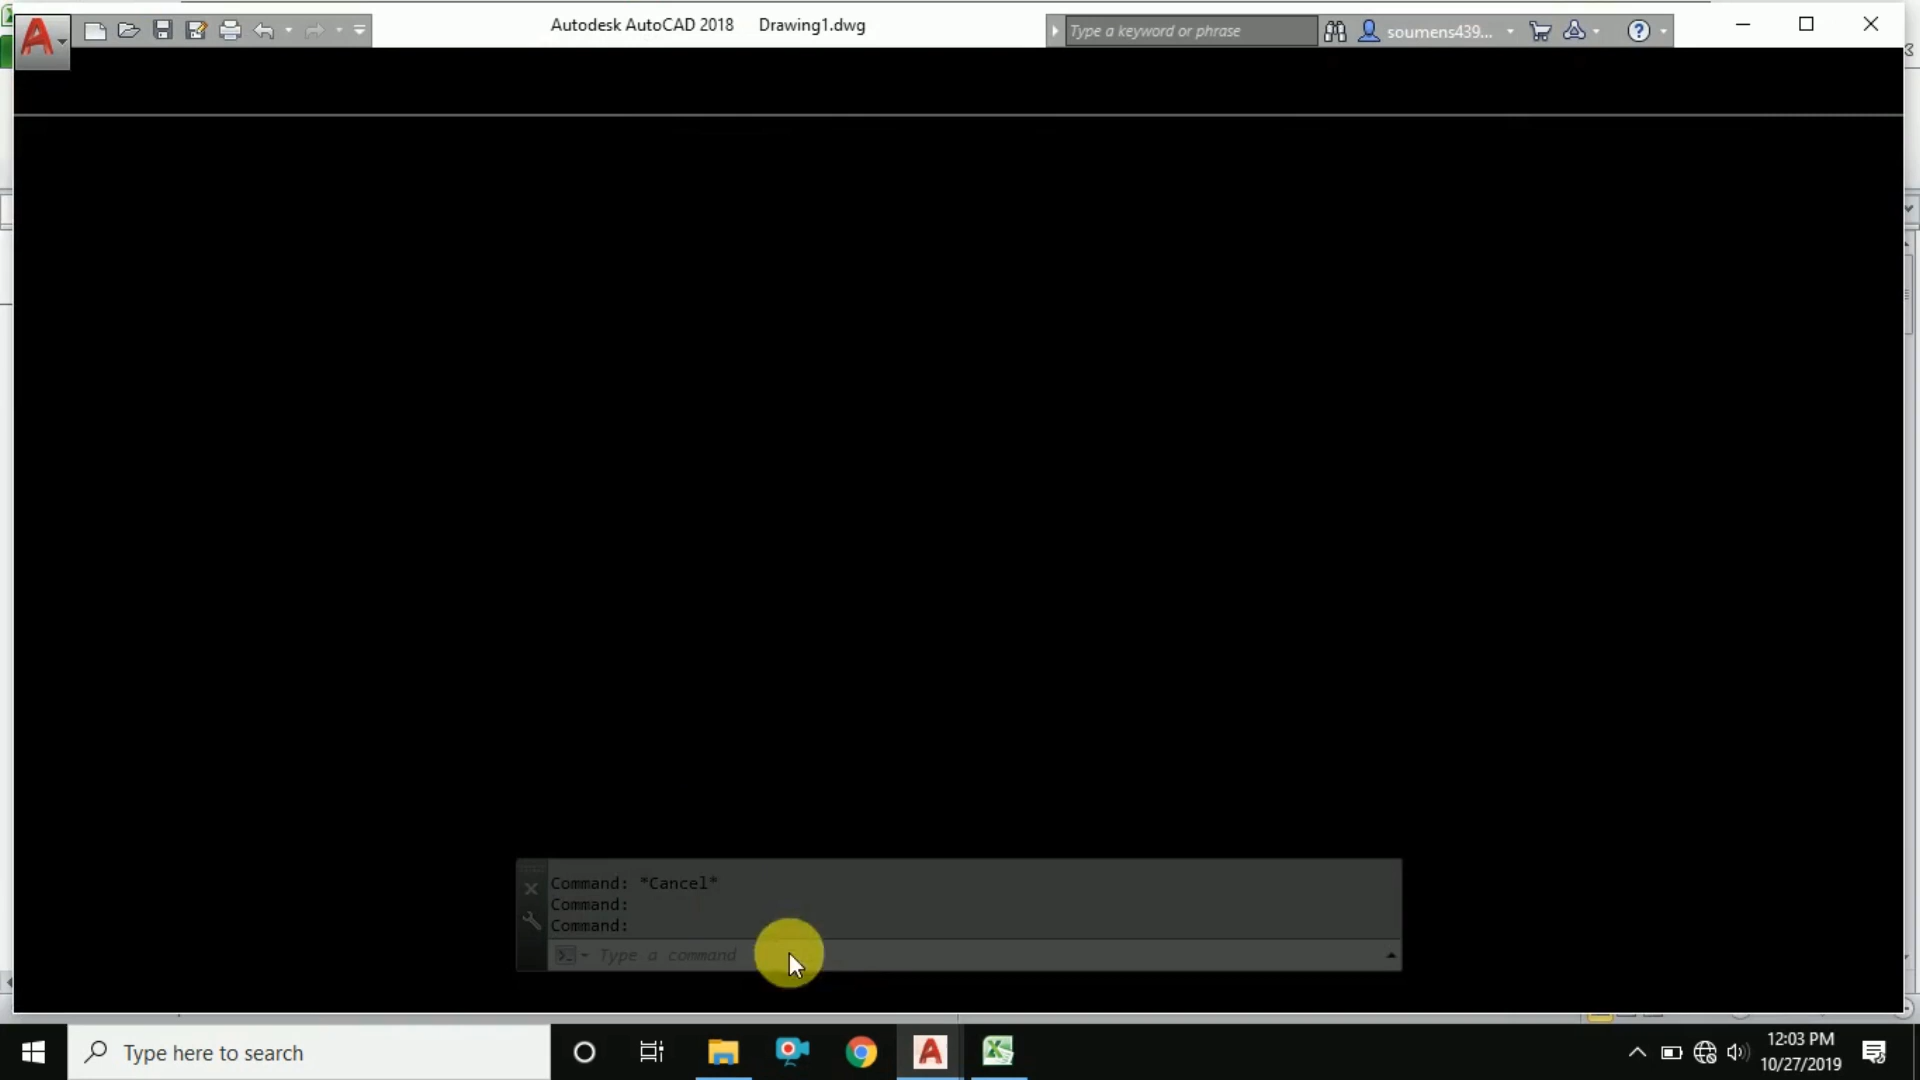 Autodesk AutoCAD 2018 Drawing1.dwg
Type a keyword or phrase
soumens439...
Command: *Cancel*
Command:
Command:
Type a command
Type here to search
12:03 PM
10/27/2019